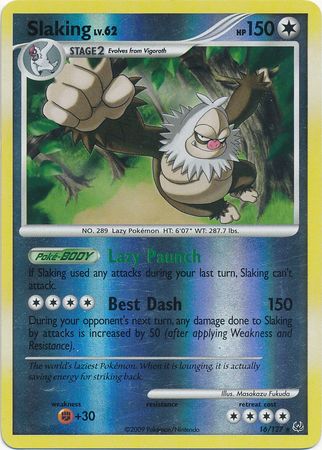 Slaking LV.62 HP 150
STAGE 2 Evolves from Vigoroth
NO. 289 Lazy Pokémon HT: 6'07" WT: 287.7 lbs.
Poké-BODY Lazy Paunch
If Slaking used any attacks during your last turn, Slaking can't
attack.
Best Dash 150
During your opponent's next turn, any damage done to Slaking
by attacks is increased by 50 (after applying Weakness and
Resistance).
The world's laziest Pokémon. When it is lounging, it is actually
saving energy for striking back.
Illus. Masakazu Fukuda
weakness resistance retreat cost
+30
©2009 Pokémon/Nintendo 16/127 ★